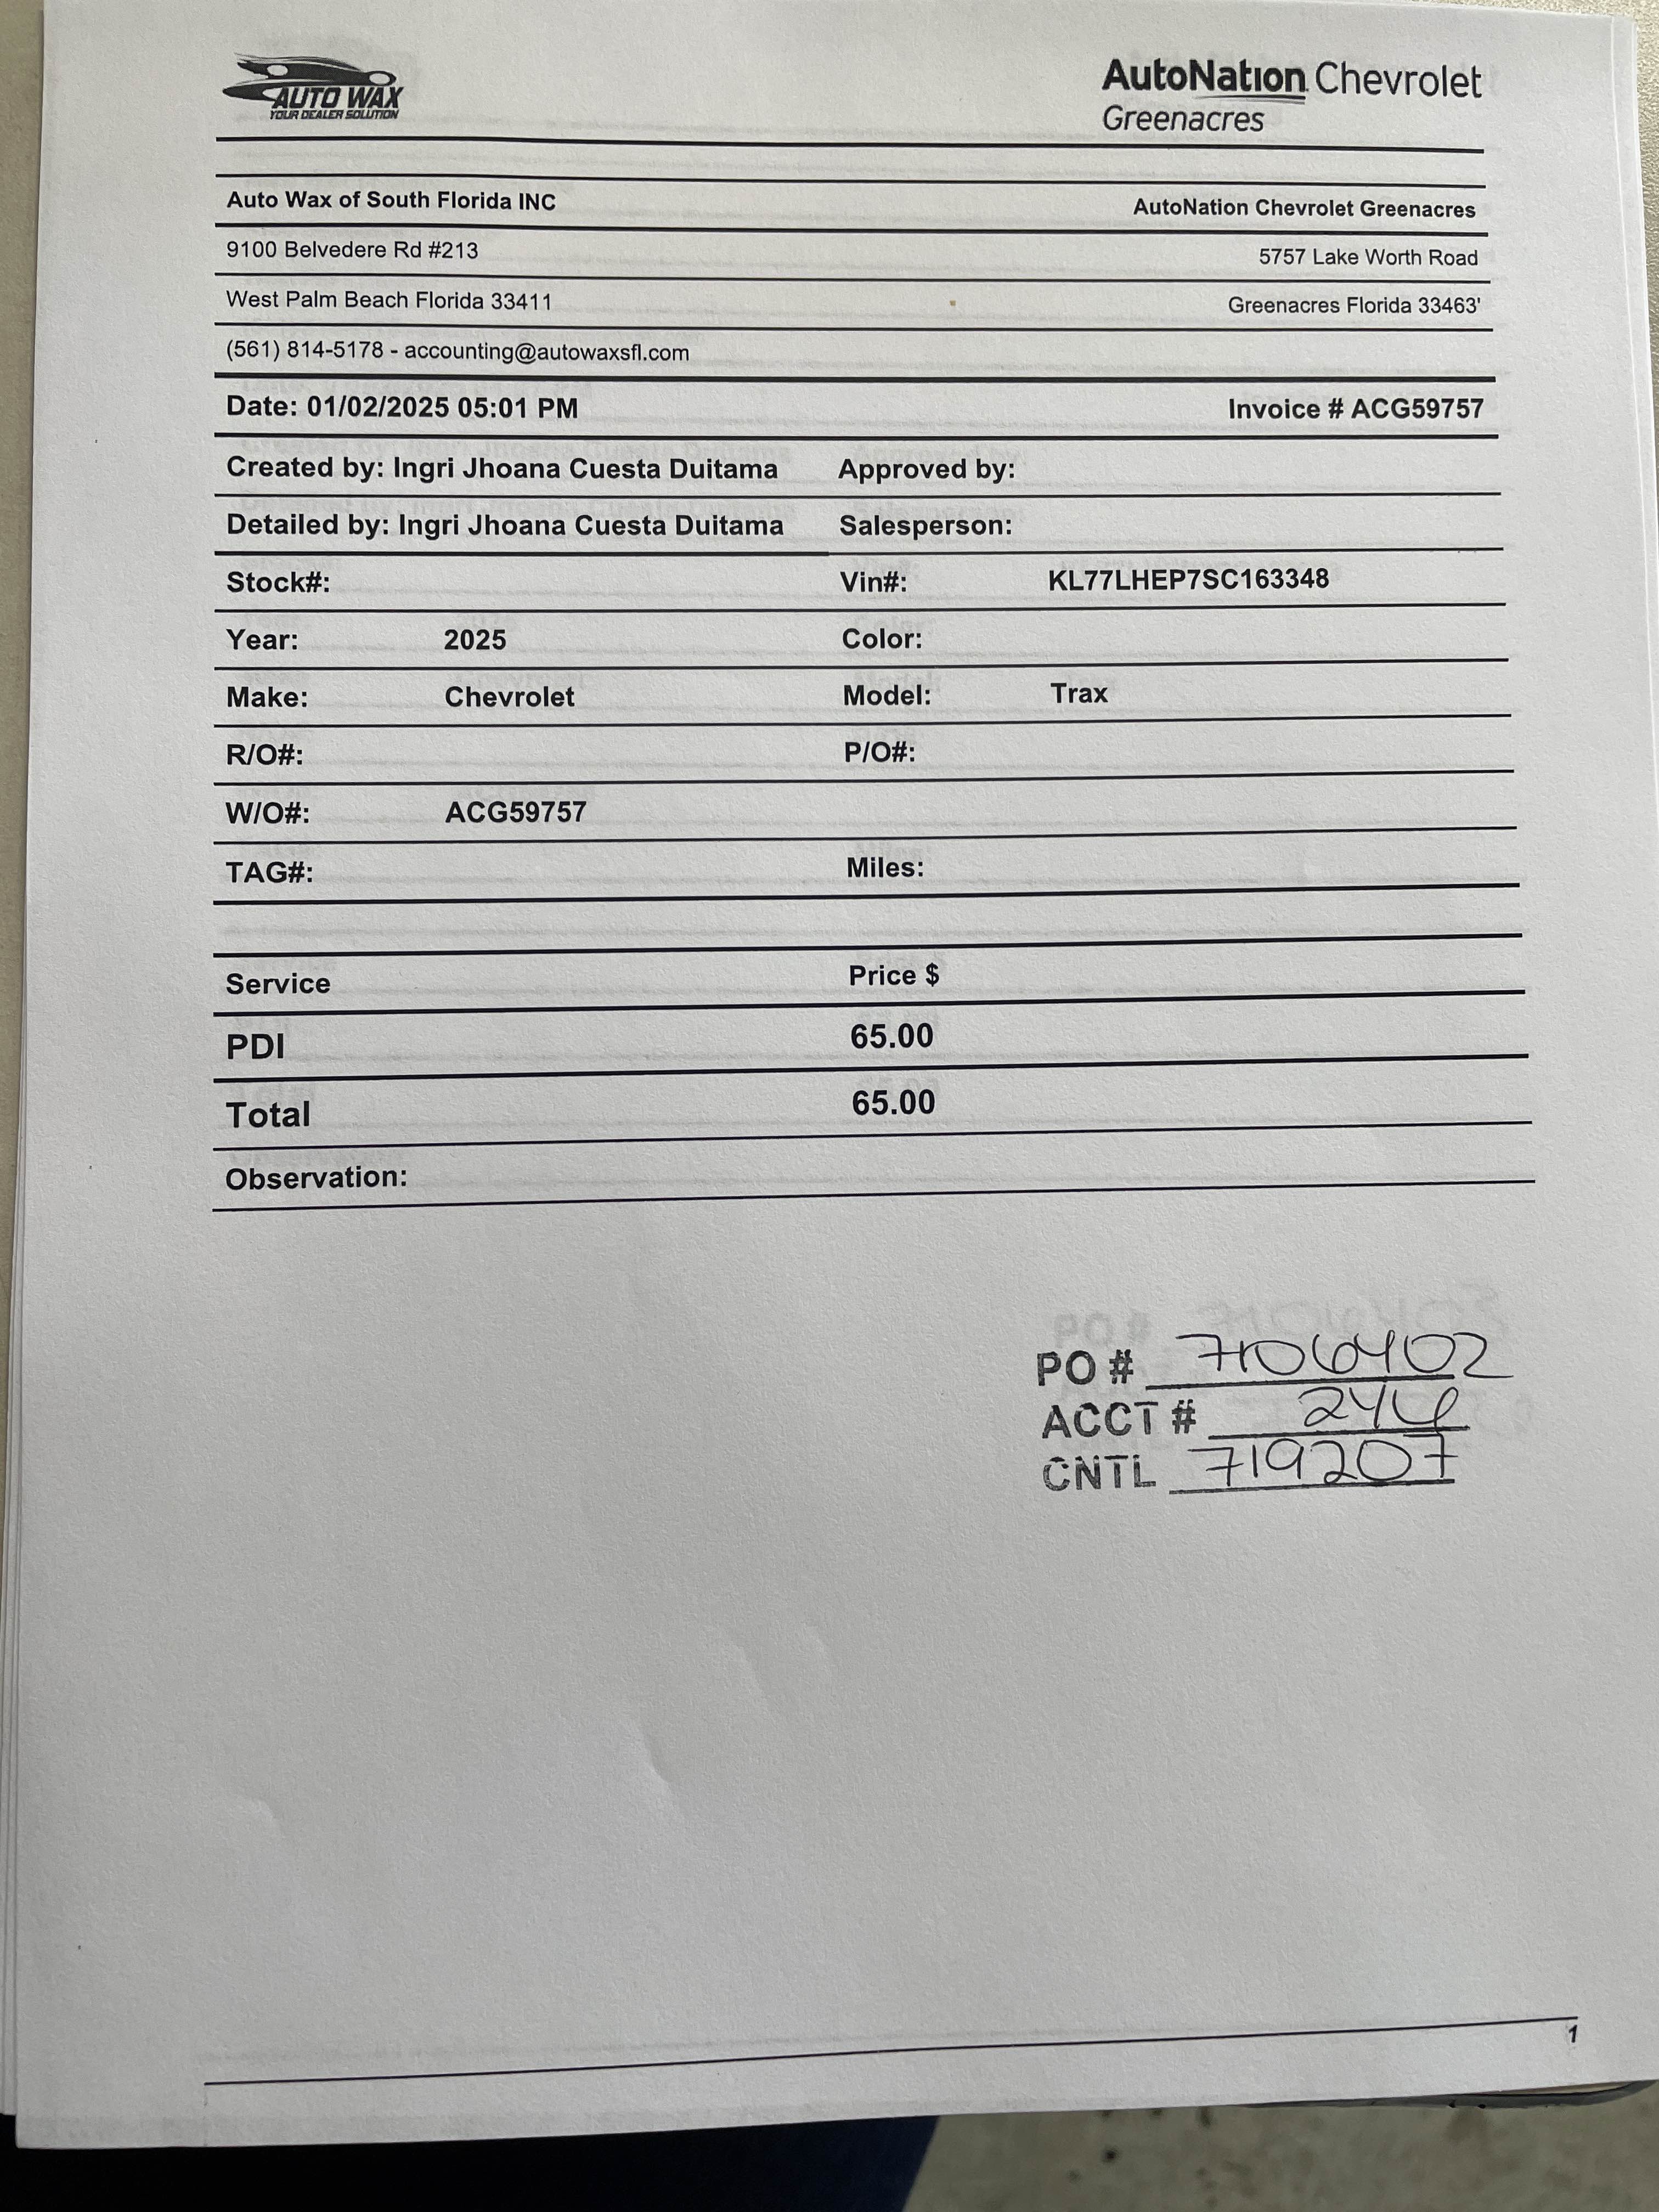 AUTO WAX
YOUR DEALER SOLUTION
AutoNation Chevrolet
Greenacres
Auto Wax of South Florida INC AutoNation Chevrolet Greenacres
9100 Belvedere Rd #213 5757 Lake Worth Road
West Palm Beach Florida 33411 Greenacres Florida 33463'
(561) 814-5178 - accounting@autowaxsfl.com
Date: 01/02/2025 05:01 PM Invoice # ACG59757
Created by: Ingri Jhoana Cuesta Duitama Approved by:
Detailed by: Ingri Jhoana Cuesta Duitama Salesperson:
Stock#: Vin#: KL77LHEP7SC163348
Year: 2025 Color:
Make: Chevrolet Model: Trax
R/O#: P/O#:
W/O#: ACG59757
TAG#: Miles:
Service Price $
PDI 65.00
Total 65.00
Observation:
PO # 7106402
ACCT #
CNTL 719207
1